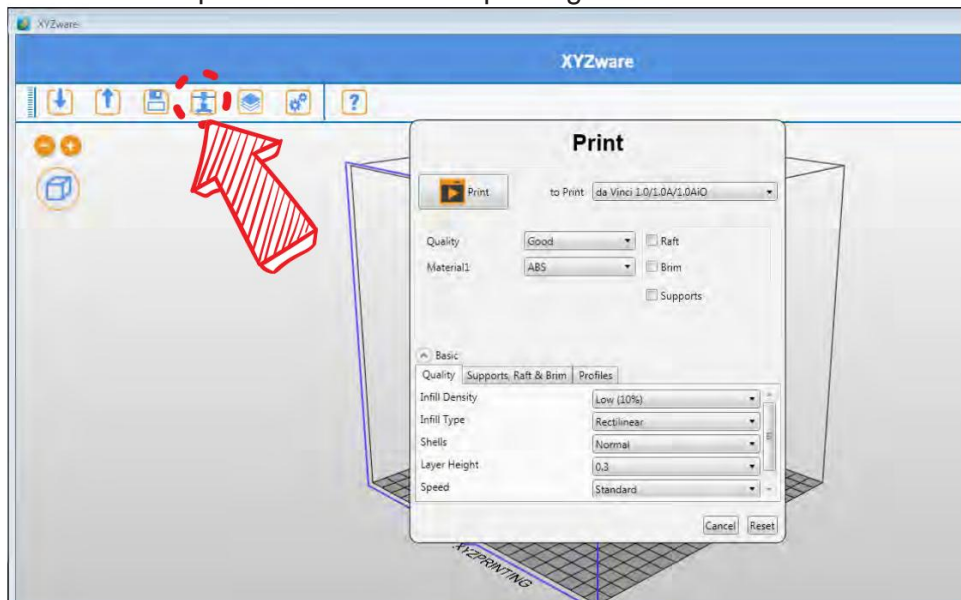 XYZware
XYZware
?
Print
Print to Print da Vinci 1.0/1.0A/1.0AiO
Quality Good Raft
Material1 ABS Brim
Supports
Basic
Quality Supports, Raft & Brim Profiles
Infill Density Low (10%)
Infill Type Rectilinear
Shells Normal
Layer Height 0.3
Speed Standard
Cancel Reset
XYZPRINTING